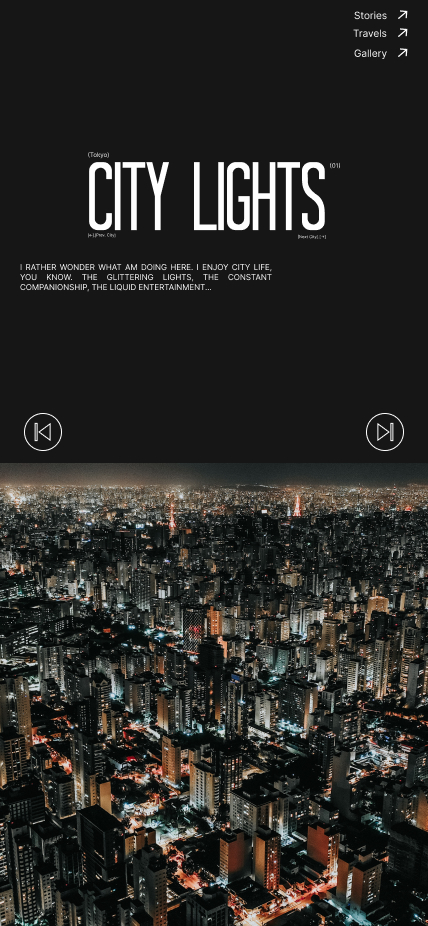 Stories
Travels
Gallery
(Tokyo)
CITY LIGHTS
(01)
(←)(Prev. City)
(Next City) (→)
I RATHER WONDER WHAT AM DOING HERE. I ENJOY CITY LIFE,
YOU KNOW. THE GLITTERING LIGHTS, THE CONSTANT
COMPANIONSHIP, THE LIQUID ENTERTAINMENT...